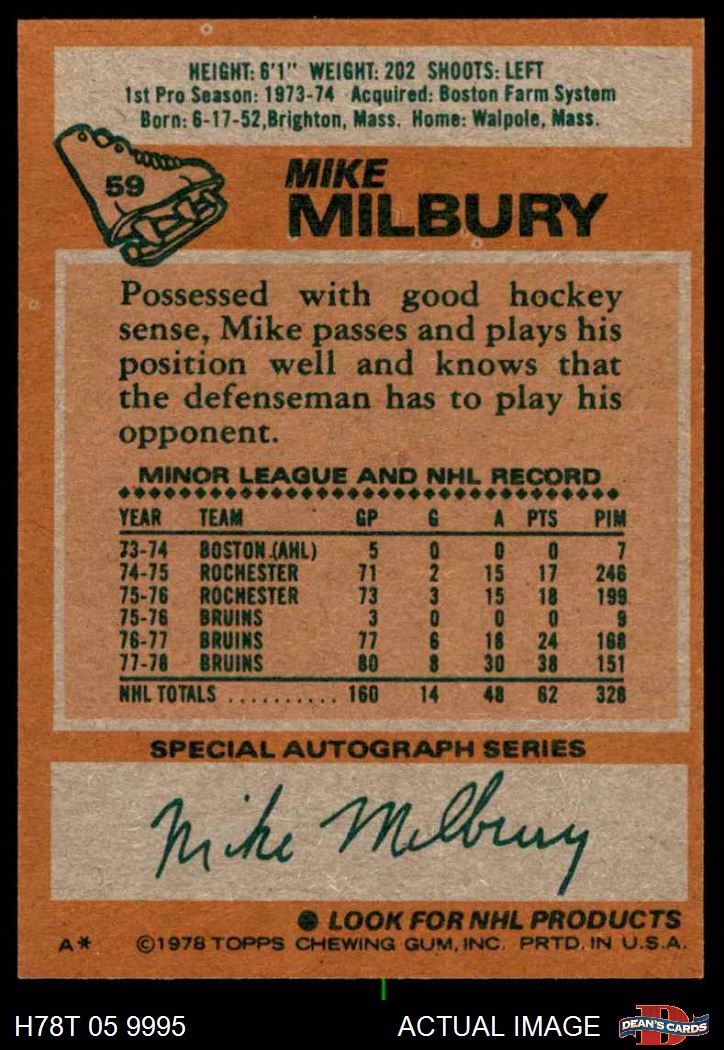 HEIGHT: 6'1" WEIGHT: 202 SHOOTS: LEFT
1st Pro Season: 1973-74 Acquired: Boston Farm System
Born: 6-17-52, Brighton, Mass. Home: Walpole, Mass.
59
MIKE
MILBURY
Possessed with good hockey
sense, Mike passes and plays his
position well and knows that
the defenseman has to play his
opponent.
MINOR LEAGUE AND NHL RECORD
YEAR TEAM GP G A PTS PIM
73-74 BOSTON (AHL) 5 0 0 0 7
74-75 ROCHESTER 71 2 15 17 246
75-76 ROCHESTER 73 3 15 18 199
75-76 BRUINS 3 0 0 0 9
76-77 BRUINS 77 6 18 24 168
77-78 BRUINS 80 8 30 38 151
NHL TOTALS .......... 160 14 48 62 328
SPECIAL AUTOGRAPH SERIES
Mike Milbury
LOOK FOR NHL PRODUCTS
A* ©1978 TOPPS CHEWING GUM, INC. PRTD. IN U.S.A.
H78T 05 9995 ACTUAL IMAGE D DEAN'S CARDS